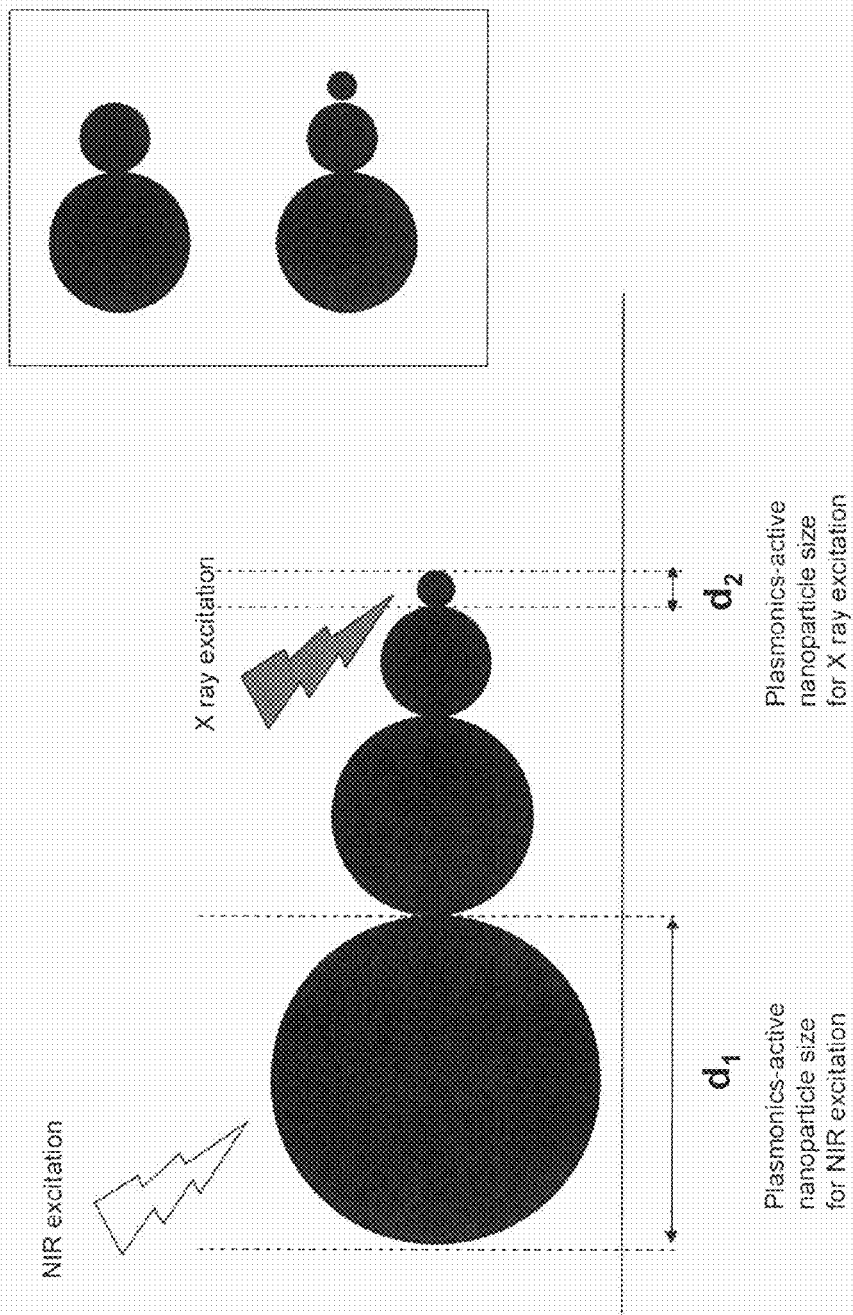 NIR excitation
X ray excitation
d₁
d₂
Plasmonics-active
nanoparticle size
for NIR excitation
Plasmonics-active
nanoparticle size
for X ray excitation